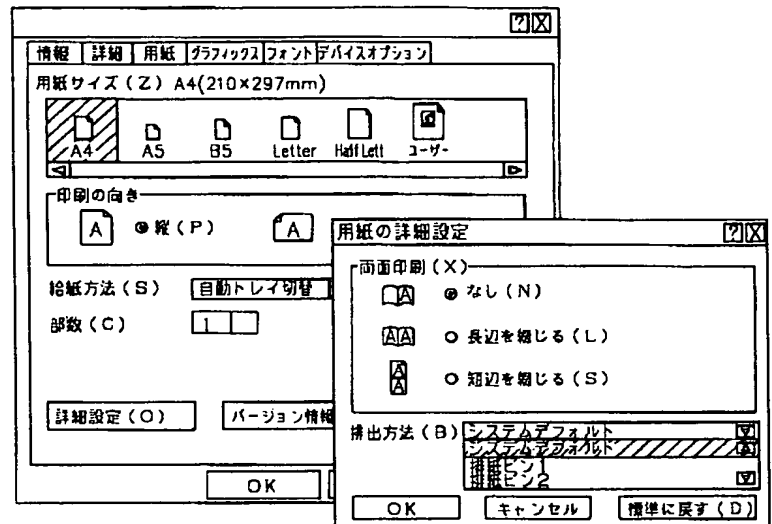 情報 詳細 用紙 グラフィックス フォント デバイスオプション
用紙サイズ(Z) A4(210×297mm)
A4 A5 B5 Letter Half Lett ユーザー
印刷の向き
A 縦(P) A
給紙方法(S) 自動トレイ切替
部数(C) 1
詳細設定(O) バージョン情報
OK
用紙の詳細設定
両面印刷(X)
A なし(N)
AA 長辺を綴じる(L)
A
A 短辺を綴じる(S)
排出方法(B) システムデフォルト
システムデフォルト
排紙ビン1
排紙ビン2
OK キャンセル 標準に戻す(D)